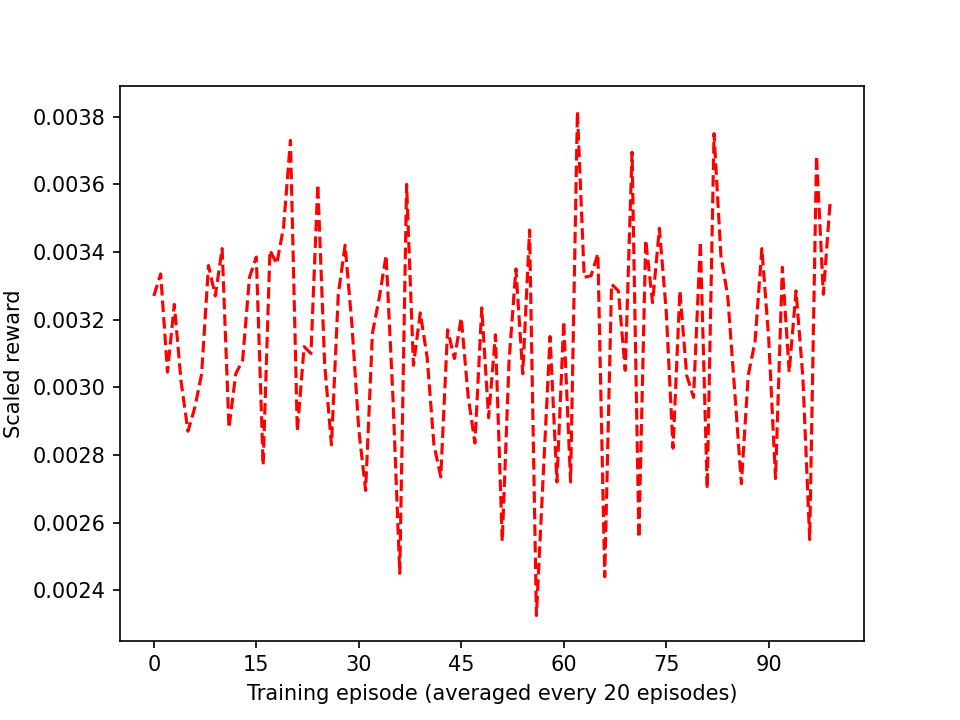 0.0038
0.0036
0.0034
0.0032
0.0030
0.0028
0.0026
0.0024
Scaled reward
0 15 30 45 60 75 90
Training episode (averaged every 20 episodes)